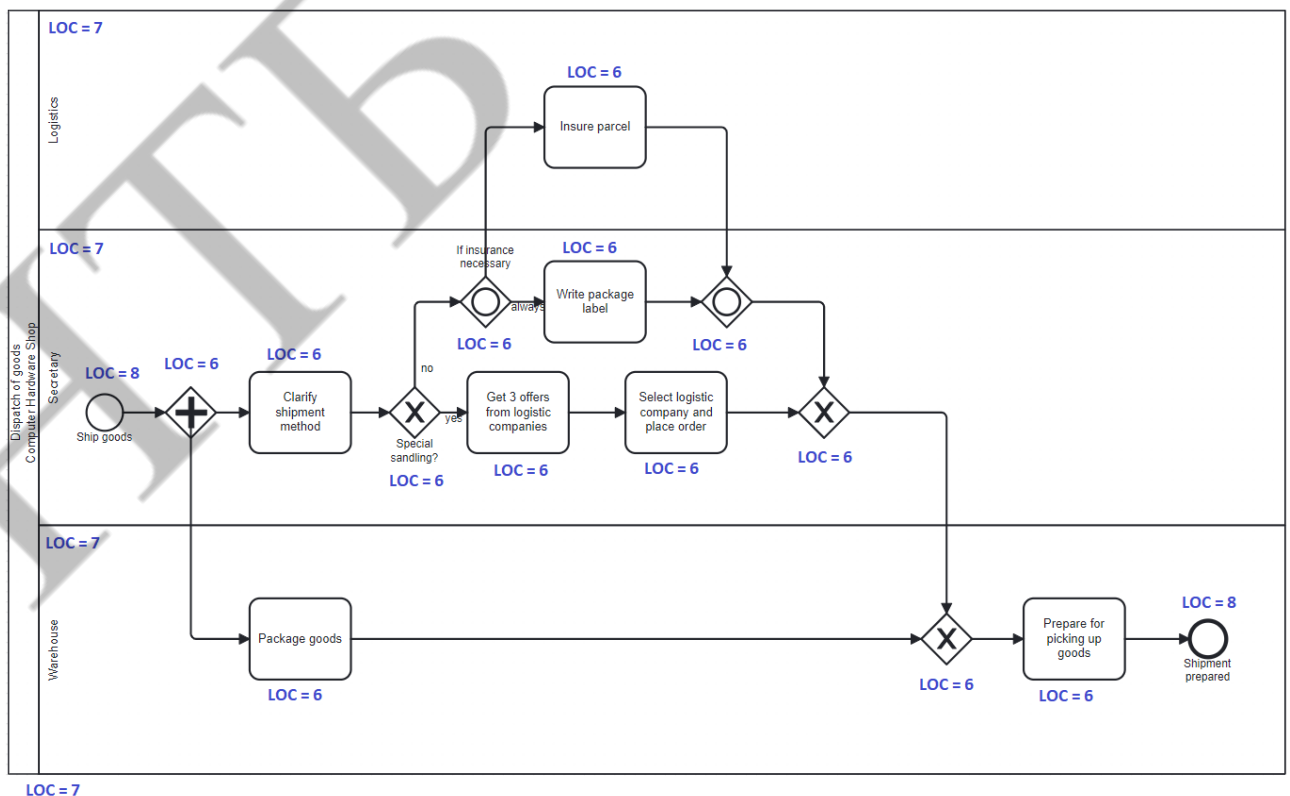 LOC = 7
Logistics
LOC = 6
Insure parcel
LOC = 7
If insurance
necessary
LOC = 6
Write package
label
always
LOC = 6
LOC = 6
Dispatch of goods
Computer Hardware Shop
Secretary
LOC = 8
Ship goods
LOC = 6
LOC = 6
Clarify
shipment
method
no
X
yes
Special
sandling?
LOC = 6
Get 3 offers
from logistic
companies
LOC = 6
Select logistic
company and
place order
LOC = 6
X
LOC = 6
LOC = 7
Warehouse
Package goods
LOC = 6
X
LOC = 6
Prepare for
picking up
goods
LOC = 6
LOC = 8
Shipment
prepared
LOC = 7
ИТЬ